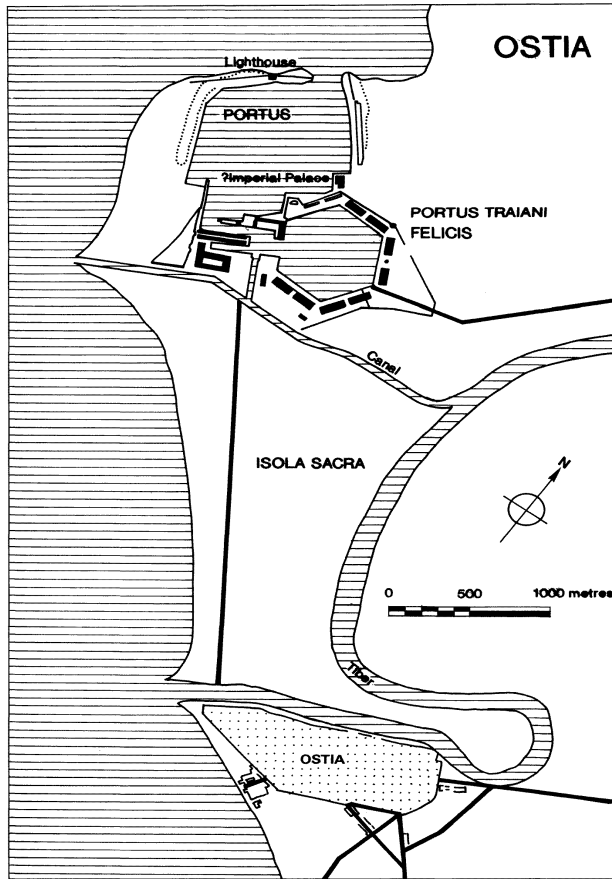 OSTIA
Lighthouse
PORTUS
?Imperial Palace
PORTUS TRAIANI
FELICIS
Canal
ISOLA SACRA
N
0 500 1000 metres
Tiber
OSTIA